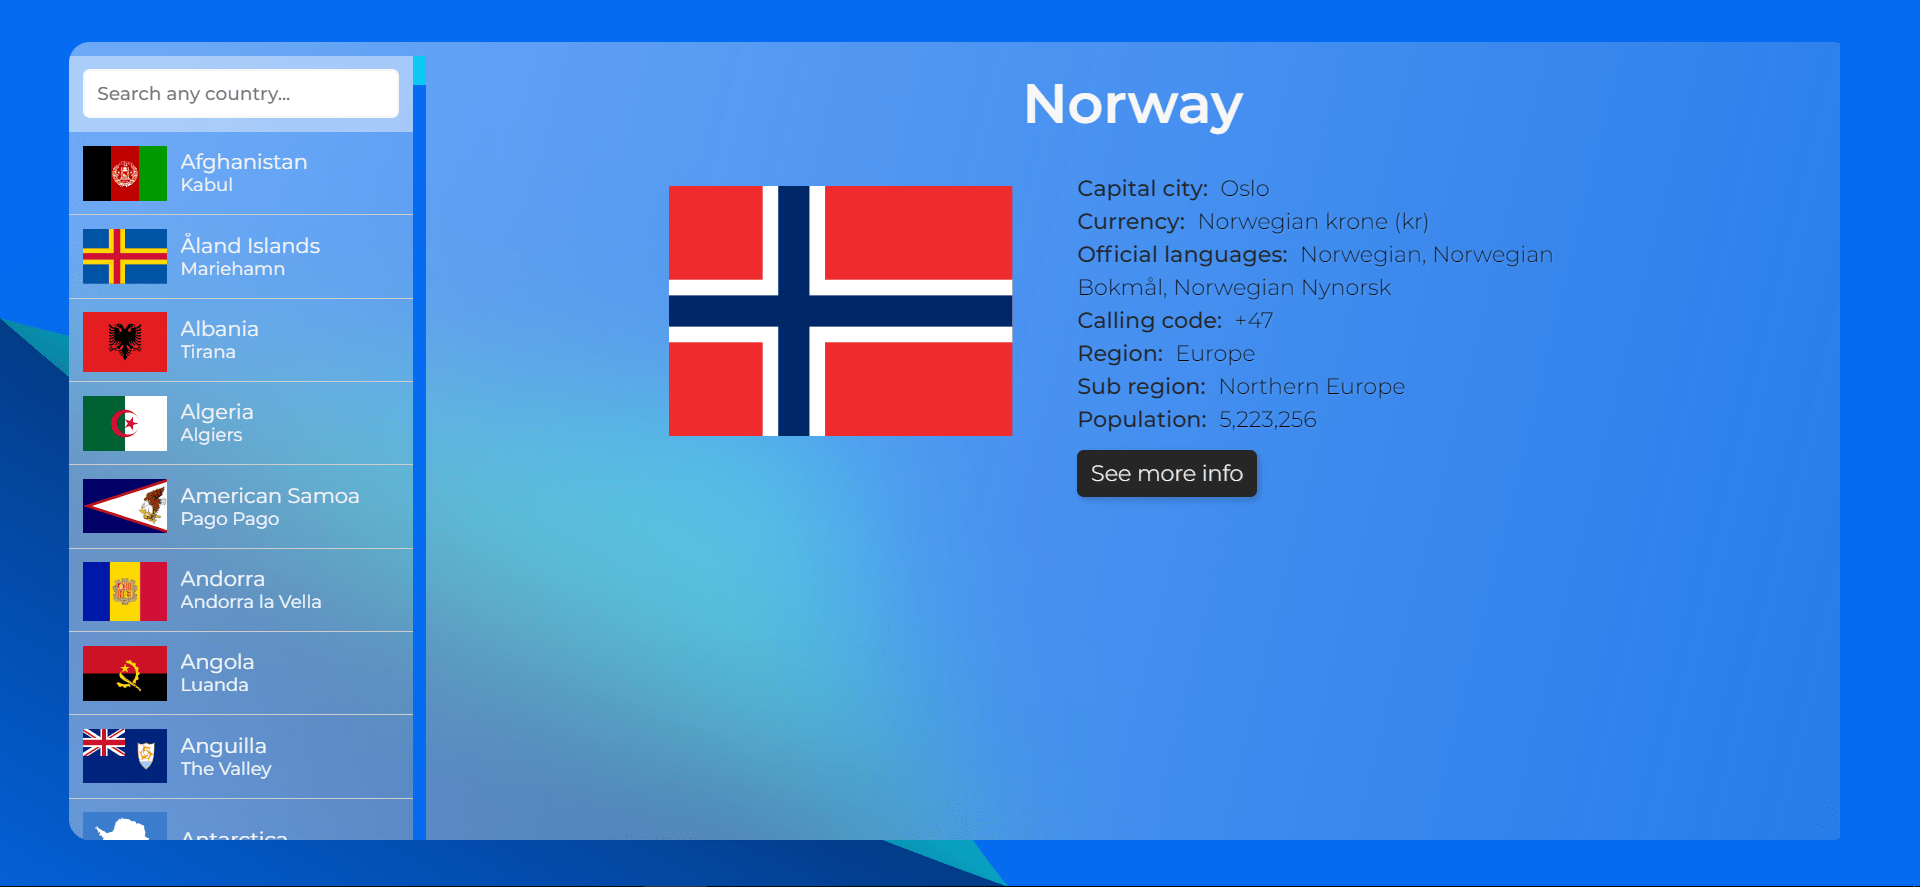 Search any country...
Afghanistan
Kabul
Åland Islands
Mariehamn
Albania
Tirana
Algeria
Algiers
American Samoa
Pago Pago
Andorra
Andorra la Vella
Angola
Luanda
Anguilla
The Valley
Antarctica
Norway
Capital city: Oslo
Currency: Norwegian krone (kr)
Official languages: Norwegian, Norwegian
Bokmål, Norwegian Nynorsk
Calling code: +47
Region: Europe
Sub region: Northern Europe
Population: 5,223,256
See more info